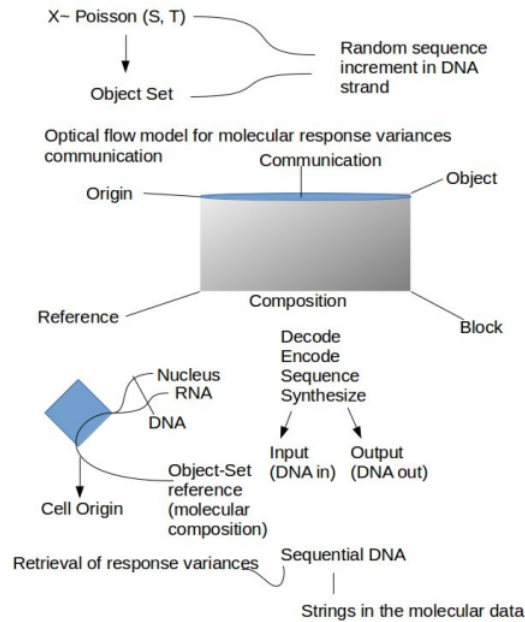 X~ Poisson (S, T)
Random sequence
increment in DNA
strand
Object Set
Optical flow model for molecular response variances
communication
Communication
Origin
Object
Reference
Composition
Block
Decode
Encode
Sequence
Synthesize
Nucleus
RNA
DNA
Input
(DNA in)
Output
(DNA out)
Object-Set
reference
(molecular
composition)
Cell Origin
Retrieval of response variances
Sequential DNA
Strings in the molecular data